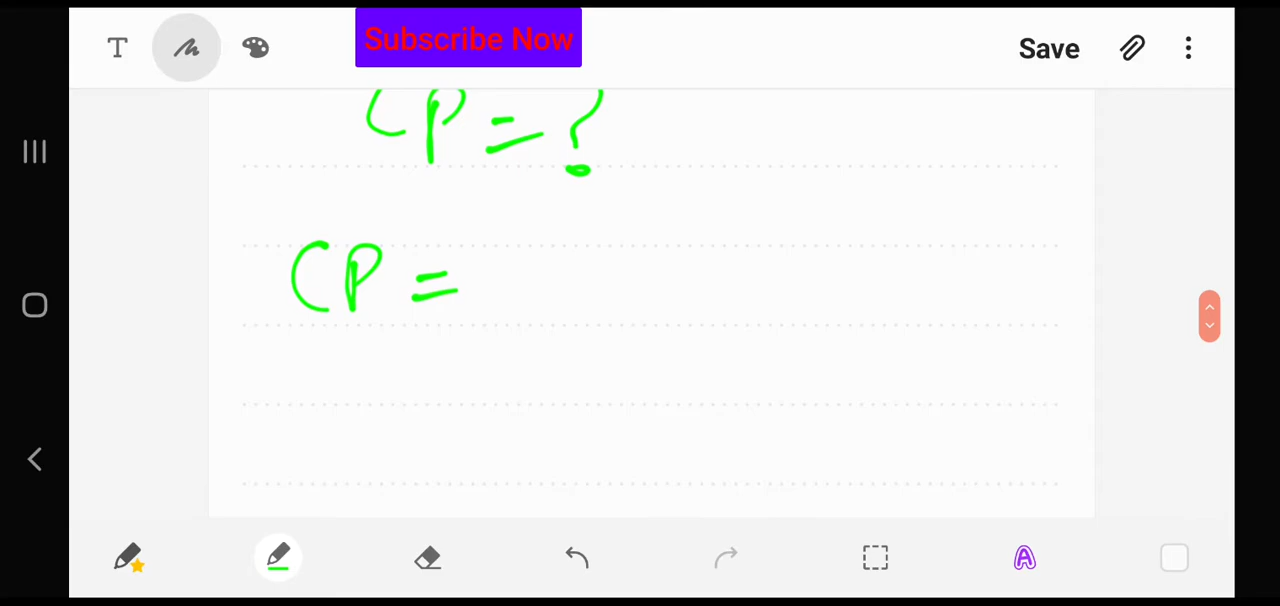 T
Subscribe Now
Save
CP = ?
CP =
A